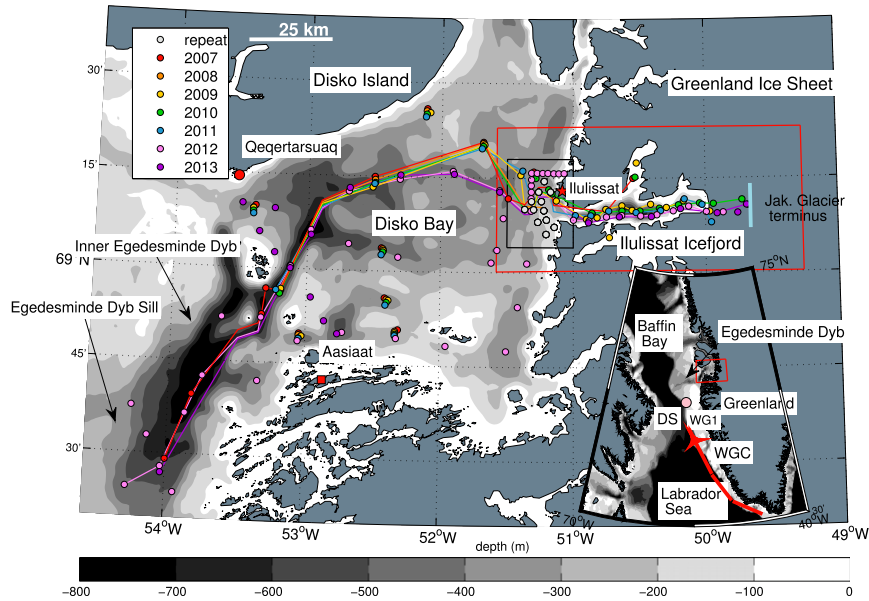 25 km
repeat
2007
2008
2009
2010
2011
2012
2013
Disko Island
Greenland Ice Sheet
Qeqertarsuaq
Ilulissat
Jak. Glacier
terminus
Disko Bay
Ilulissat Icefjord
Inner Egedesminde Dyb
Egedesminde Dyb Sill
Aasiaat
30'
15'
69 °N
45'
30'
54°W
53°W
52°W
51°W
50°W
49°W
75°N
Baffin
Bay
Egedesminde Dyb
Greenland
DS
WG1
WGC
Labrador
Sea
70°W
40°W
30'
depth (m)
−800
−700
−600
−500
−400
−300
−200
−100
0